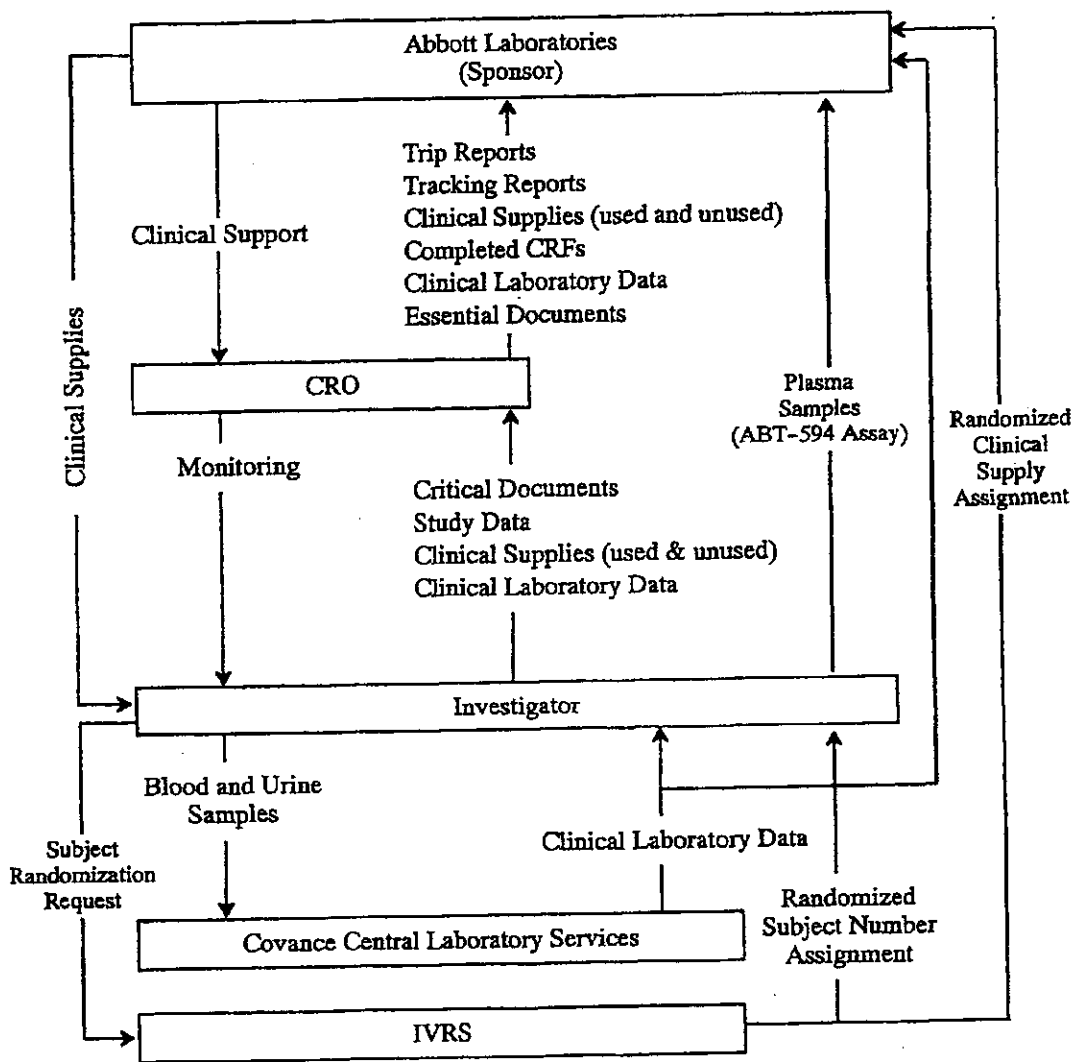 Abbott Laboratories
(Sponsor)
Trip Reports
Tracking Reports
Clinical Supplies (used and unused)
Completed CRFs
Clinical Laboratory Data
Essential Documents
Clinical Support
Clinical Supplies
CRO
Plasma
Samples
(ABT-594 Assay)
Randomized
Clinical
Supply
Assignment
Monitoring
Critical Documents
Study Data
Clinical Supplies (used & unused)
Clinical Laboratory Data
Investigator
Blood and Urine
Samples
Subject
Randomization
Request
Clinical Laboratory Data
Randomized
Subject Number
Assignment
Covance Central Laboratory Services
IVRS